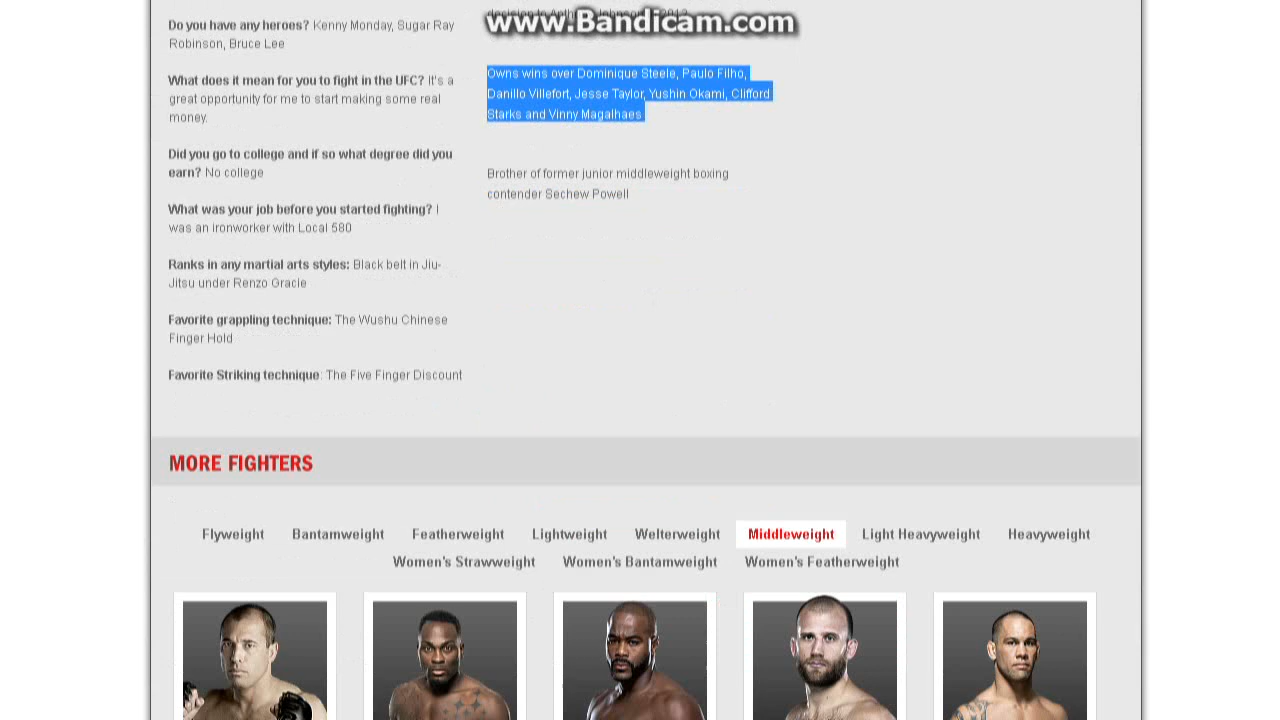 Do you have any heroes? Kenny Monday, Sugar Ray
Robinson, Bruce Lee
What does it mean for you to fight in the UFC? It's a
great opportunity for me to start making some real
money.
Did you go to college and if so what degree did you
earn? No college
What was your job before you started fighting? I
was an ironworker with Local 580
Ranks in any martial arts styles: Black belt in Jiu-
Jitsu under Renzo Gracie
Favorite grappling technique: The Wushu Chinese
Finger Hold
Favorite Striking technique: The Five Finger Discount
www.Bandicam.com
Owns wins over Dominique Steele, Paulo Filho,
Danillo Villefort, Jesse Taylor, Yushin Okami, Clifford
Starks and Vinny Magalhaes
Brother of former junior middleweight boxing
contender Sechew Powell
MORE FIGHTERS
Flyweight Bantamweight Featherweight Lightweight Welterweight Middleweight Light Heavyweight Heavyweight
Women's Strawweight Women's Bantamweight Women's Featherweight